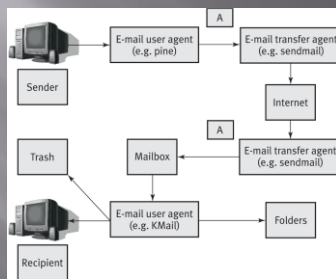 A
E-mail user agent
(e.g. pine)
E-mail transfer agent
(e.g. sendmail)
Sender
Internet
A
Trash
Mailbox
E-mail transfer agent
(e.g. sendmail)
E-mail user agent
(e.g. KMail)
Folders
Recipient